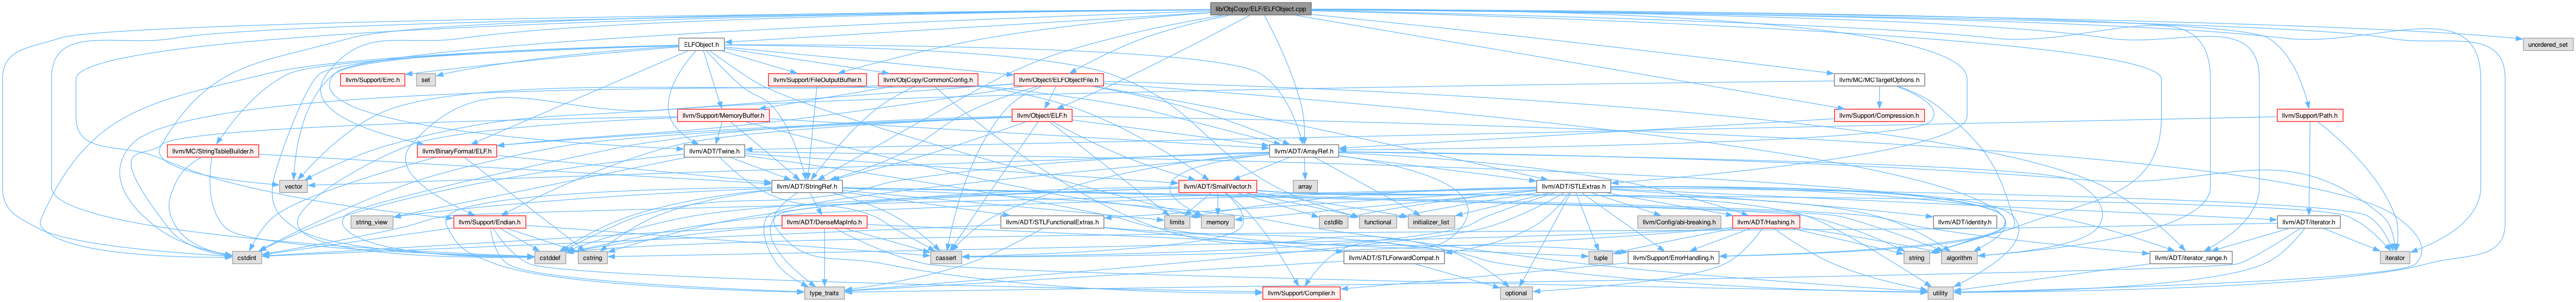 lib/ObjCopy/ELF/ELFObject.cpp
ELFObject.h
unordered_set
llvm/Support/Errc.h
set
llvm/Support/FileOutputBuffer.h
llvm/ObjCopy/CommonConfig.h
llvm/Object/ELFObjectFile.h
llvm/MC/MCTargetOptions.h
llvm/Support/MemoryBuffer.h
llvm/Object/ELF.h
llvm/Support/Compression.h
llvm/Support/Path.h
llvm/MC/StringTableBuilder.h
llvm/BinaryFormat/ELF.h
llvm/ADT/Twine.h
llvm/ADT/ArrayRef.h
vector
llvm/ADT/StringRef.h
llvm/ADT/SmallVector.h
array
llvm/ADT/STLExtras.h
string_view
llvm/Support/Endian.h
llvm/ADT/DenseMapInfo.h
llvm/ADT/STLFunctionalExtras.h
limits
memory
cstdlib
functional
initializer_list
llvm/Config/abi-breaking.h
llvm/ADT/Hashing.h
llvm/ADT/identity.h
llvm/ADT/iterator.h
cstdint
cstddef
cstring
cassert
llvm/ADT/STLForwardCompat.h
tuple
llvm/Support/ErrorHandling.h
string
algorithm
llvm/ADT/iterator_range.h
iterator
type_traits
llvm/Support/Compiler.h
optional
utility